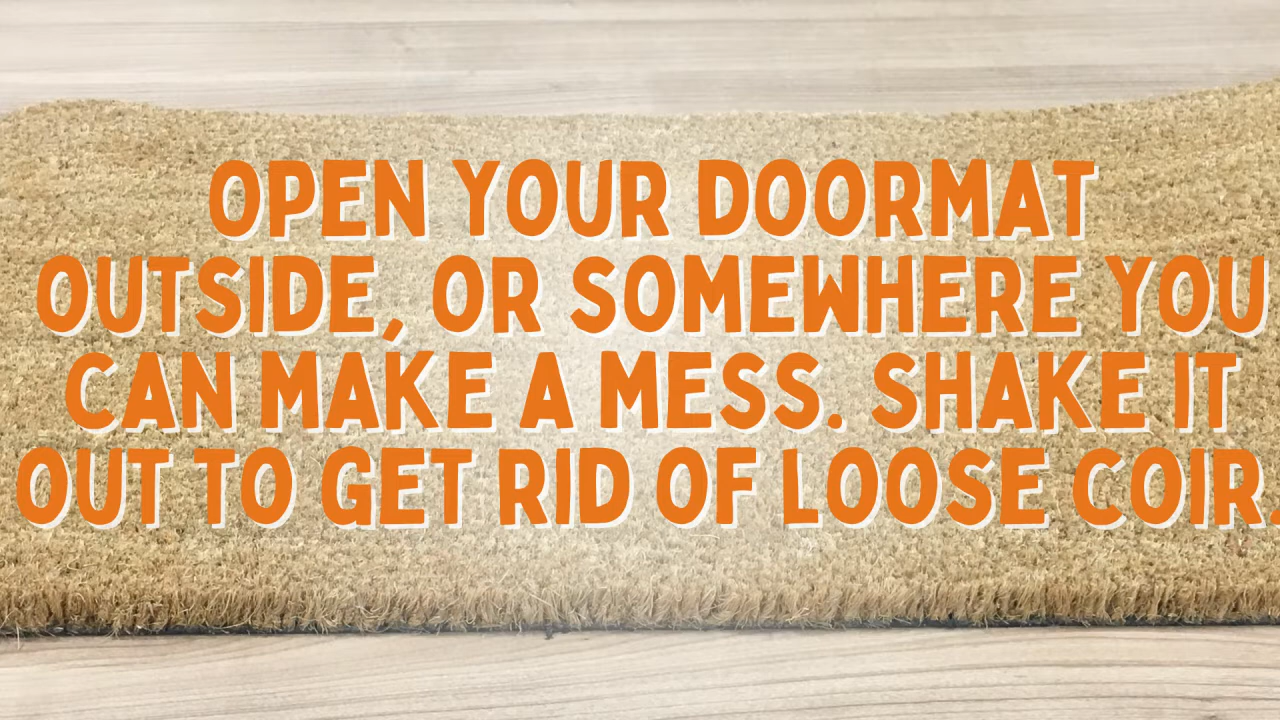 OPEN YOUR DOORMAT
OUTSIDE, OR SOMEWHERE YOU
CAN MAKE A MESS. SHAKE IT
OUT TO GET RID OF LOOSE COIR.